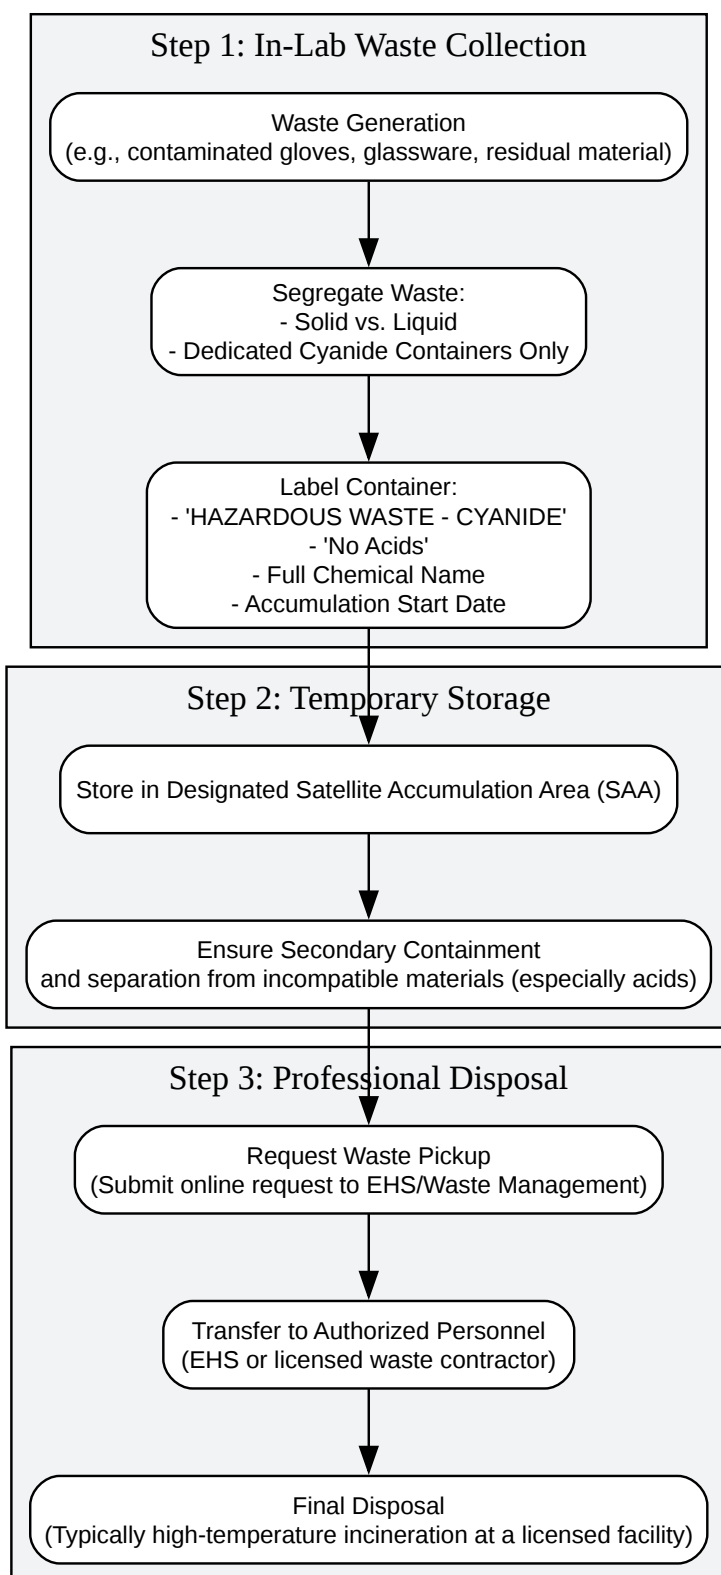 Step 1: In-Lab Waste Collection
Waste Generation
(e.g., contaminated gloves, glassware, residual material)
Segregate Waste:
- Solid vs. Liquid
- Dedicated Cyanide Containers Only
Label Container:
- 'HAZARDOUS WASTE - CYANIDE'
- 'No Acids'
- Full Chemical Name
- Accumulation Start Date
Step 2: Temporary Storage
Store in Designated Satellite Accumulation Area (SAA)
Ensure Secondary Containment
and separation from incompatible materials (especially acids)
Step 3: Professional Disposal
Request Waste Pickup
(Submit online request to EHS/Waste Management)
Transfer to Authorized Personnel
(EHS or licensed waste contractor)
Final Disposal
(Typically high-temperature incineration at a licensed facility)